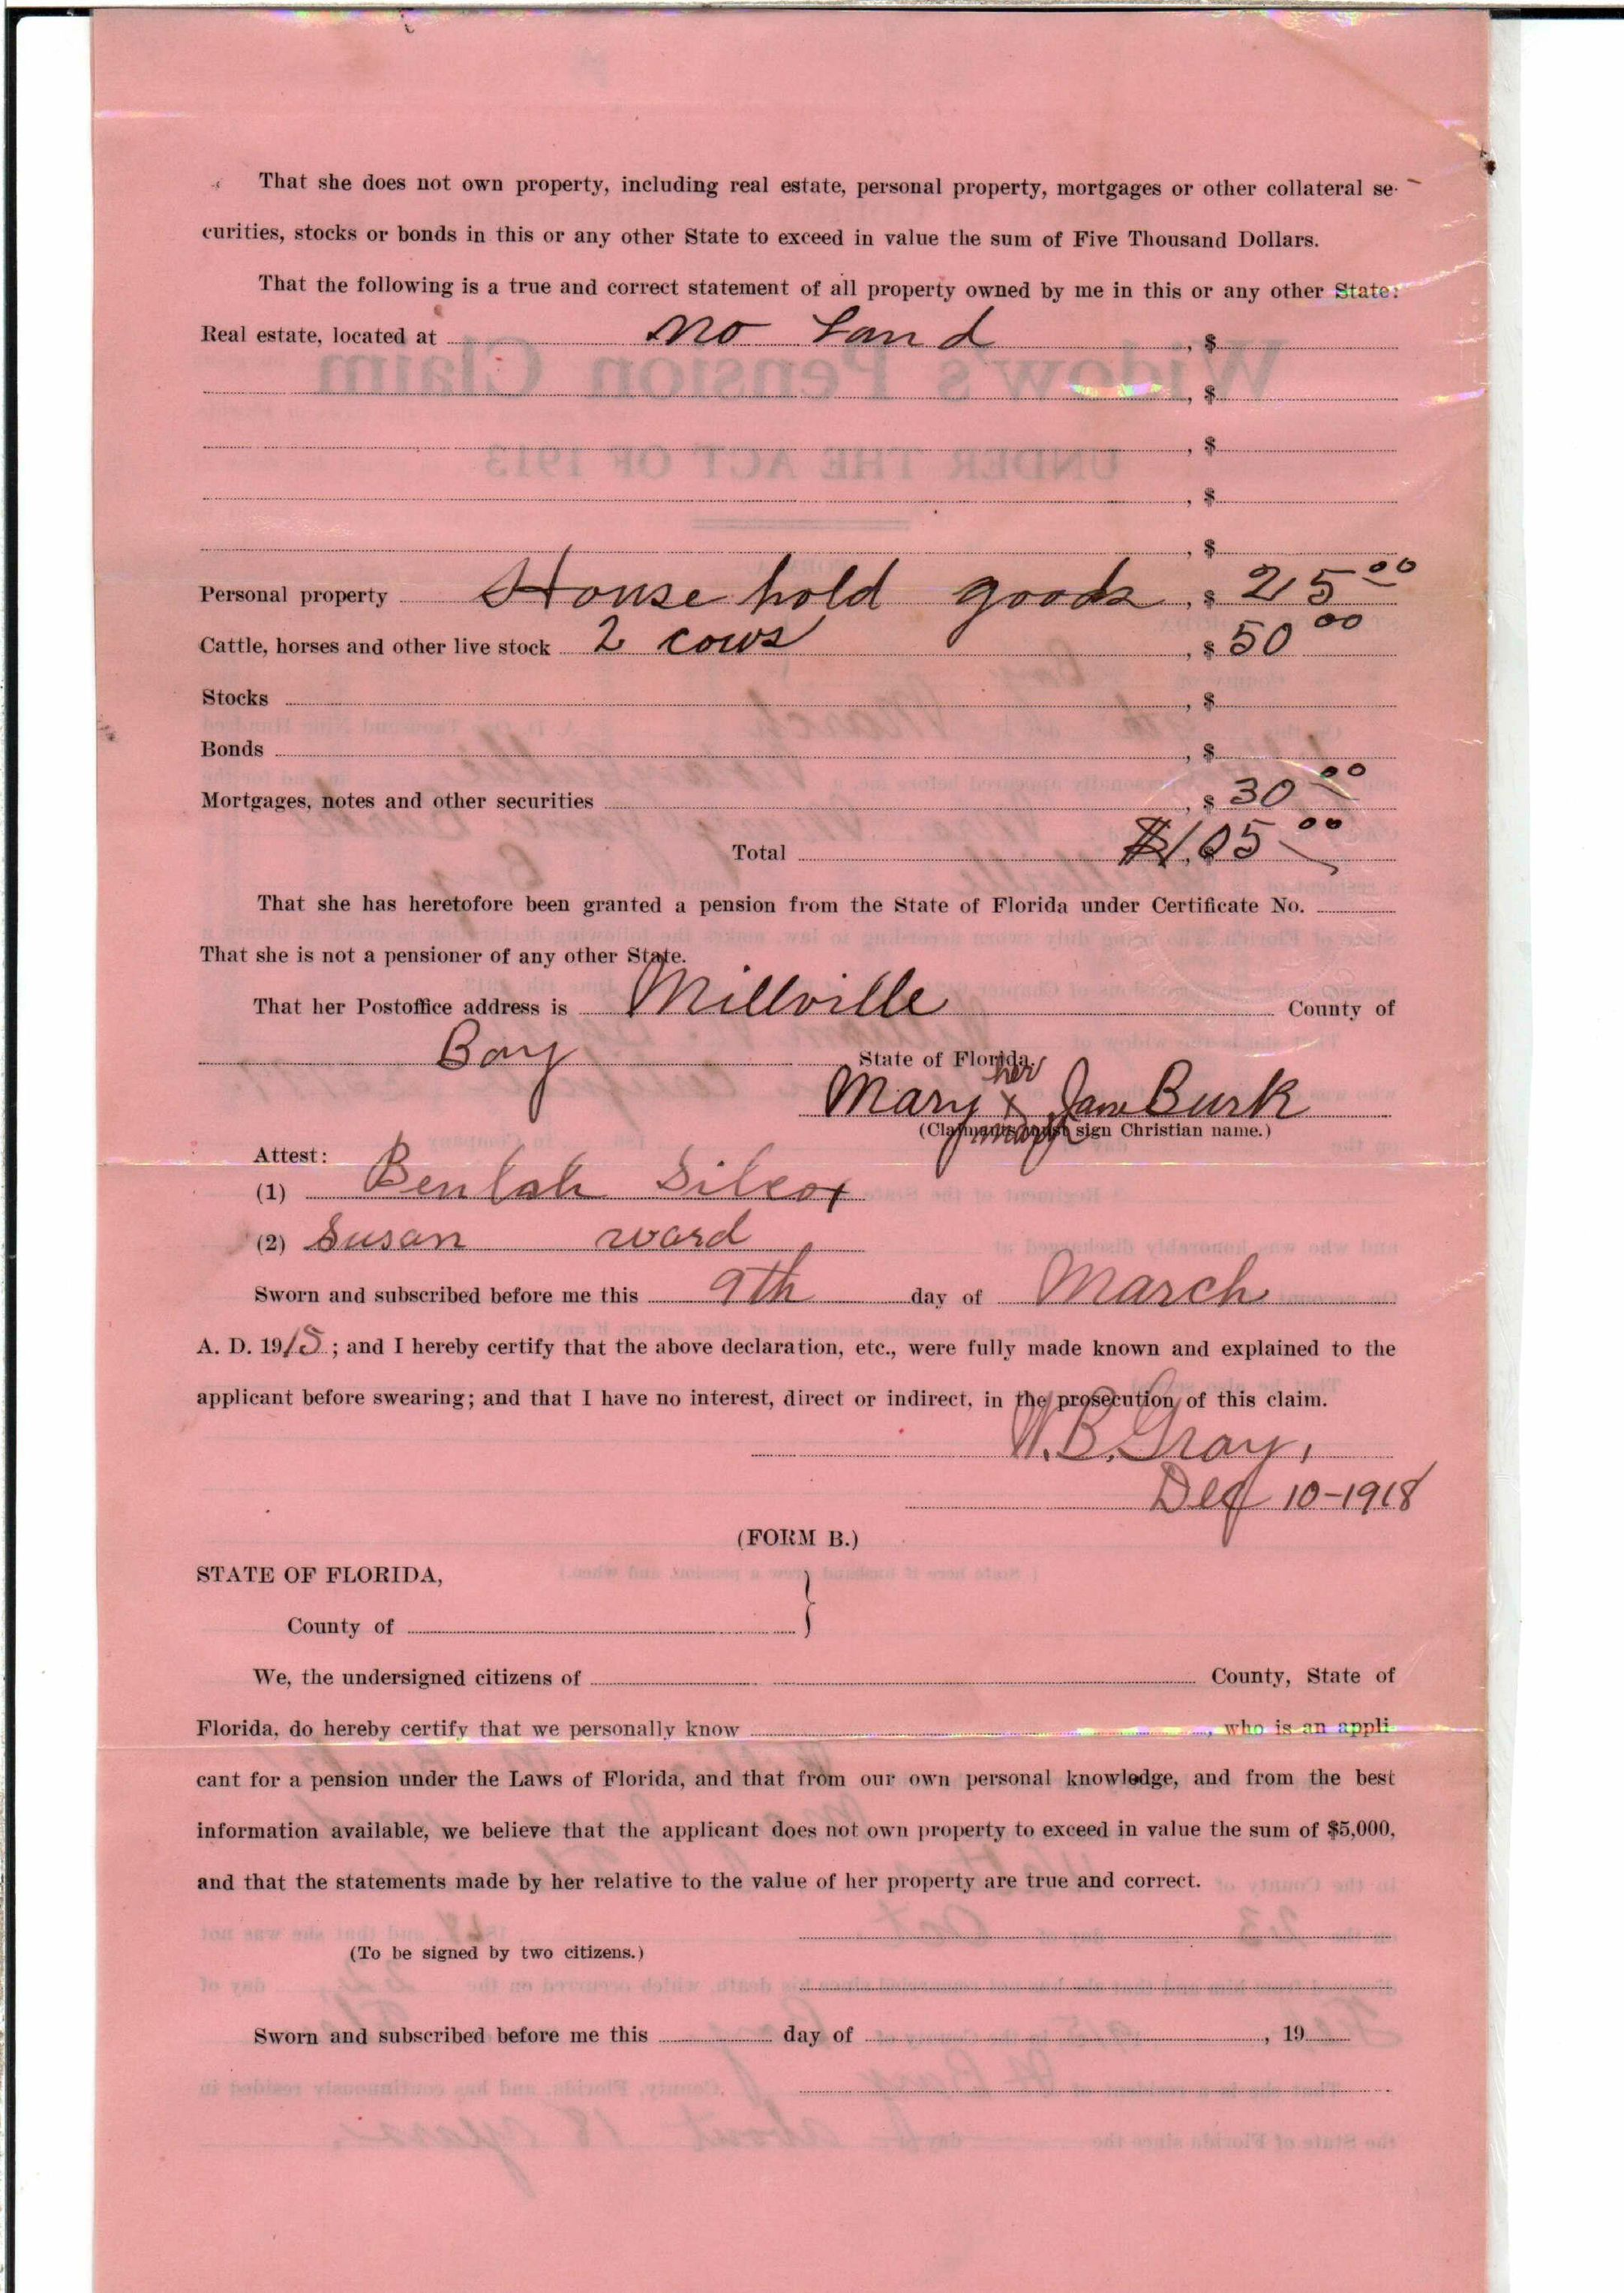 That she does not own property, including real estate, personal property, mortgages or other collateral se-
curities, stocks or bonds in this or any other State to exceed in value the sum of Five Thousand Dollars.
That the following is a true and correct statement of all property owned by me in this or any other State:
Real estate, located at no Land , $
, $
, $
, $
, $
Personal property House hold goods , $ 25 00
Cattle, horses and other live stock 2 cows , $ 50 00
Stocks , $
Bonds , $
Mortgages, notes and other securities , $ 30 00
Total $1.05 00
That she has heretofore been granted a pension from the State of Florida under Certificate No.
That she is not a pensioner of any other State.
That her Postoffice address is Millville County of
Bay State of Florida
her
Mary x Jane Burk
mark
(Claimants must sign Christian name.)
Attest:
(1) Beulah Silcox
(2) Susan ward
Sworn and subscribed before me this 9th day of March
A. D. 1915; and I hereby certify that the above declaration, etc., were fully made known and explained to the
applicant before swearing; and that I have no interest, direct or indirect, in the prosecution of this claim.
B. Gray,
10-1918
(FORM B.)
STATE OF FLORIDA, }
County of
We, the undersigned citizens of County, State of
Florida, do hereby certify that we personally know , who is an appli-
cant for a pension under the Laws of Florida, and that from our own personal knowledge, and from the best
information available, we believe that the applicant does not own property to exceed in value the sum of $5,000,
and that the statements made by her relative to the value of her property are true and correct.
(To be signed by two citizens.)
Sworn and subscribed before me this day of , 19